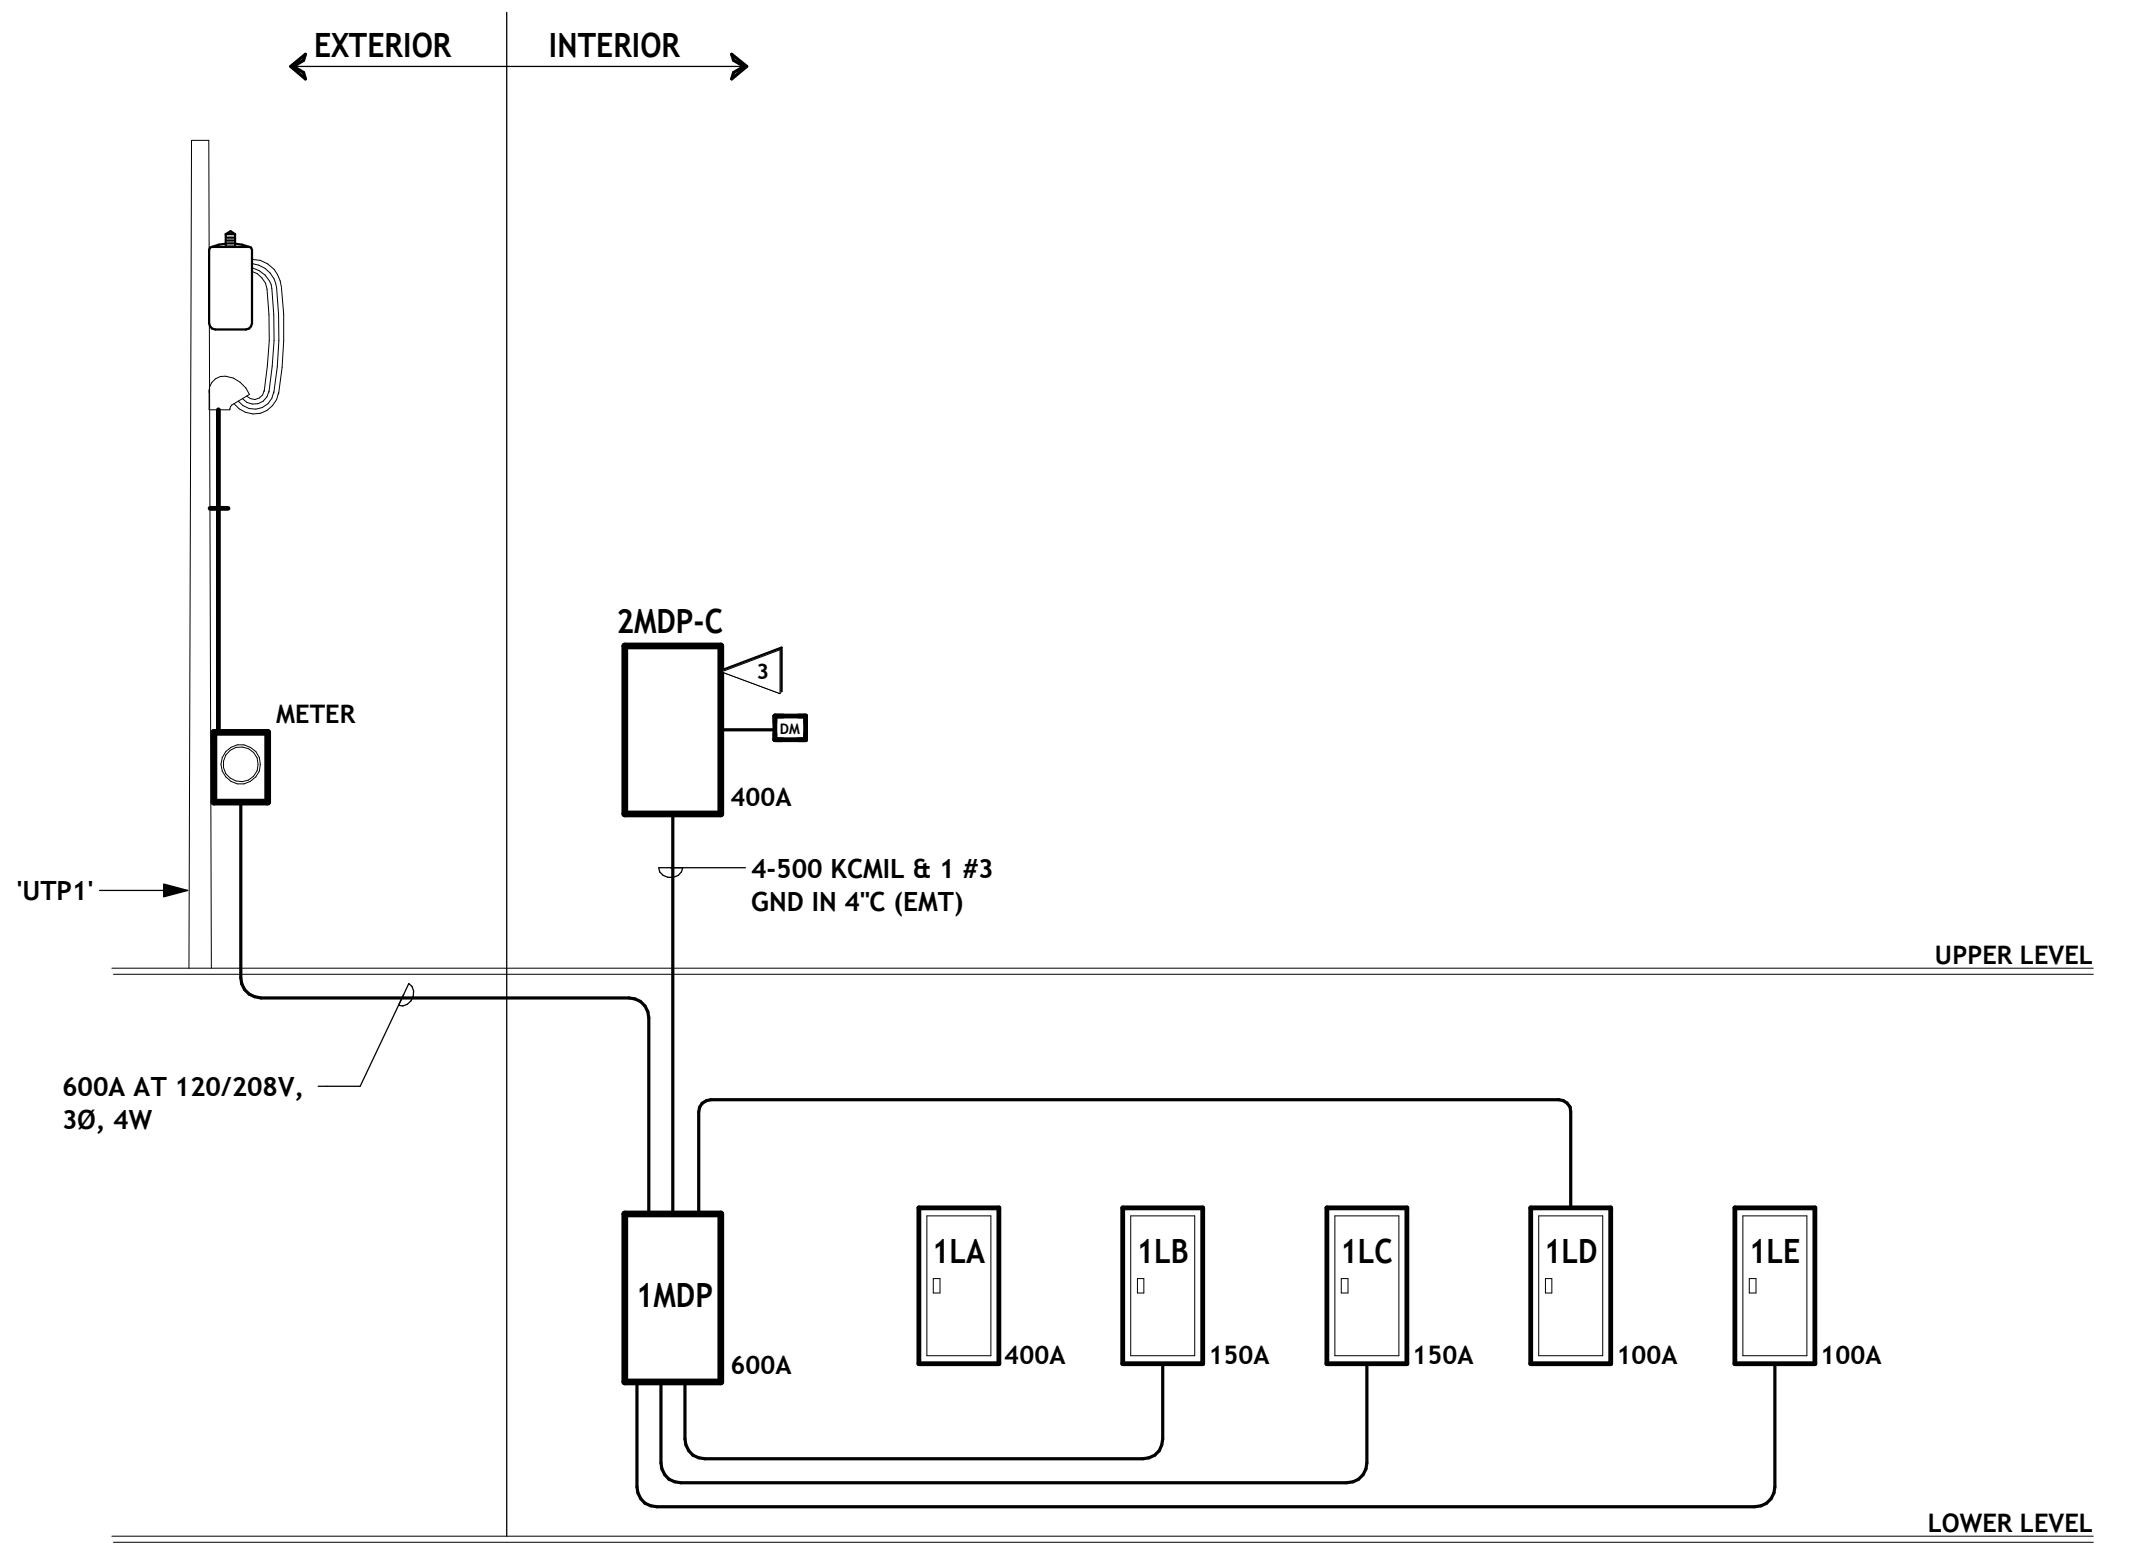 EXTERIOR
INTERIOR
2MDP-C
3
DM
METER
400A
4-500 KCMIL & 1 #3
GND IN 4"C (EMT)
'UTP1'
UPPER LEVEL
600A AT 120/208V,
3Ø, 4W
1MDP
600A
1LA
400A
1LB
150A
1LC
150A
1LD
100A
1LE
100A
LOWER LEVEL